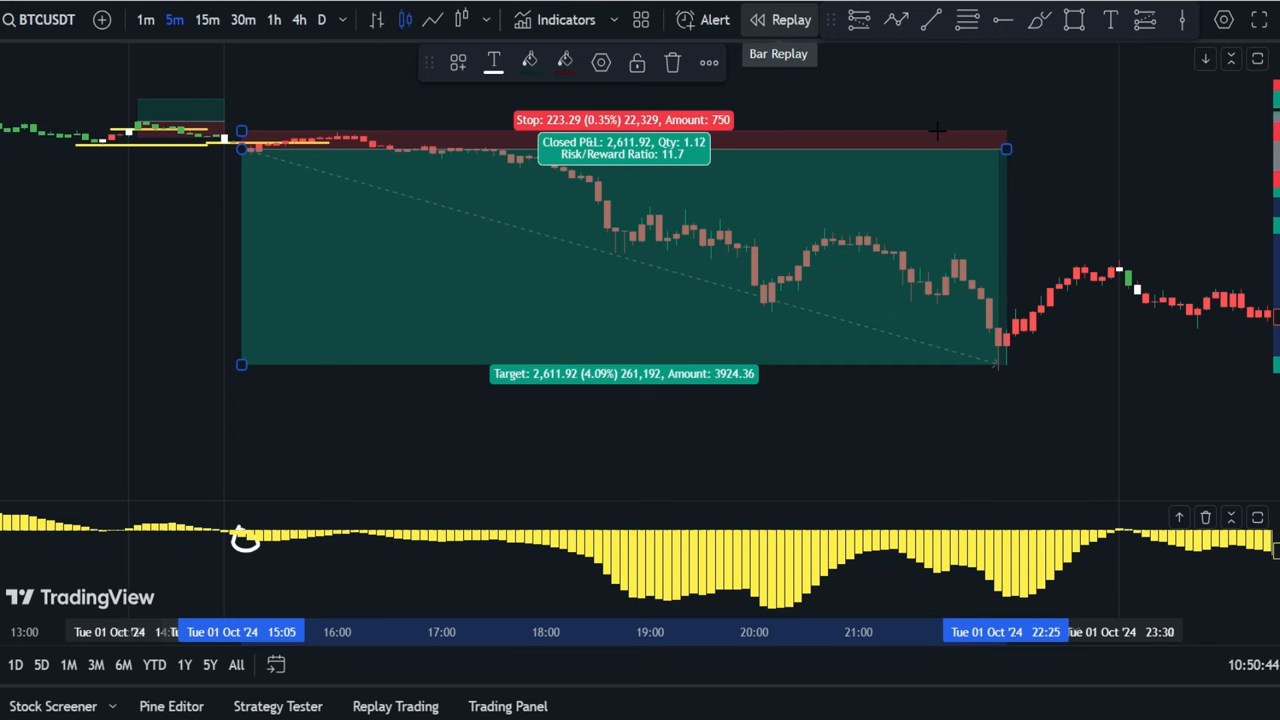 BTCUSDT 1m 5m 15m 30m 1h 4h D Indicators Alert Replay
Bar Replay
Stop: 223.29 (0.35%) 22,329, Amount: 750
Closed P&L: 2,611.92, Qty: 1.12
Risk/Reward Ratio: 11.7
Target: 2,611.92 (4.09%) 261,192, Amount: 3924.36
TradingView
13:00 Tue 01 Oct '24 Tue 01 Oct '24 15:05 16:00 17:00 18:00 19:00 20:00 21:00 Tue 01 Oct '24 22:25 Tue 01 Oct '24 23:30
1D 5D 1M 3M 6M YTD 1Y 5Y All 10:50:44
Stock Screener Pine Editor Strategy Tester Replay Trading Trading Panel